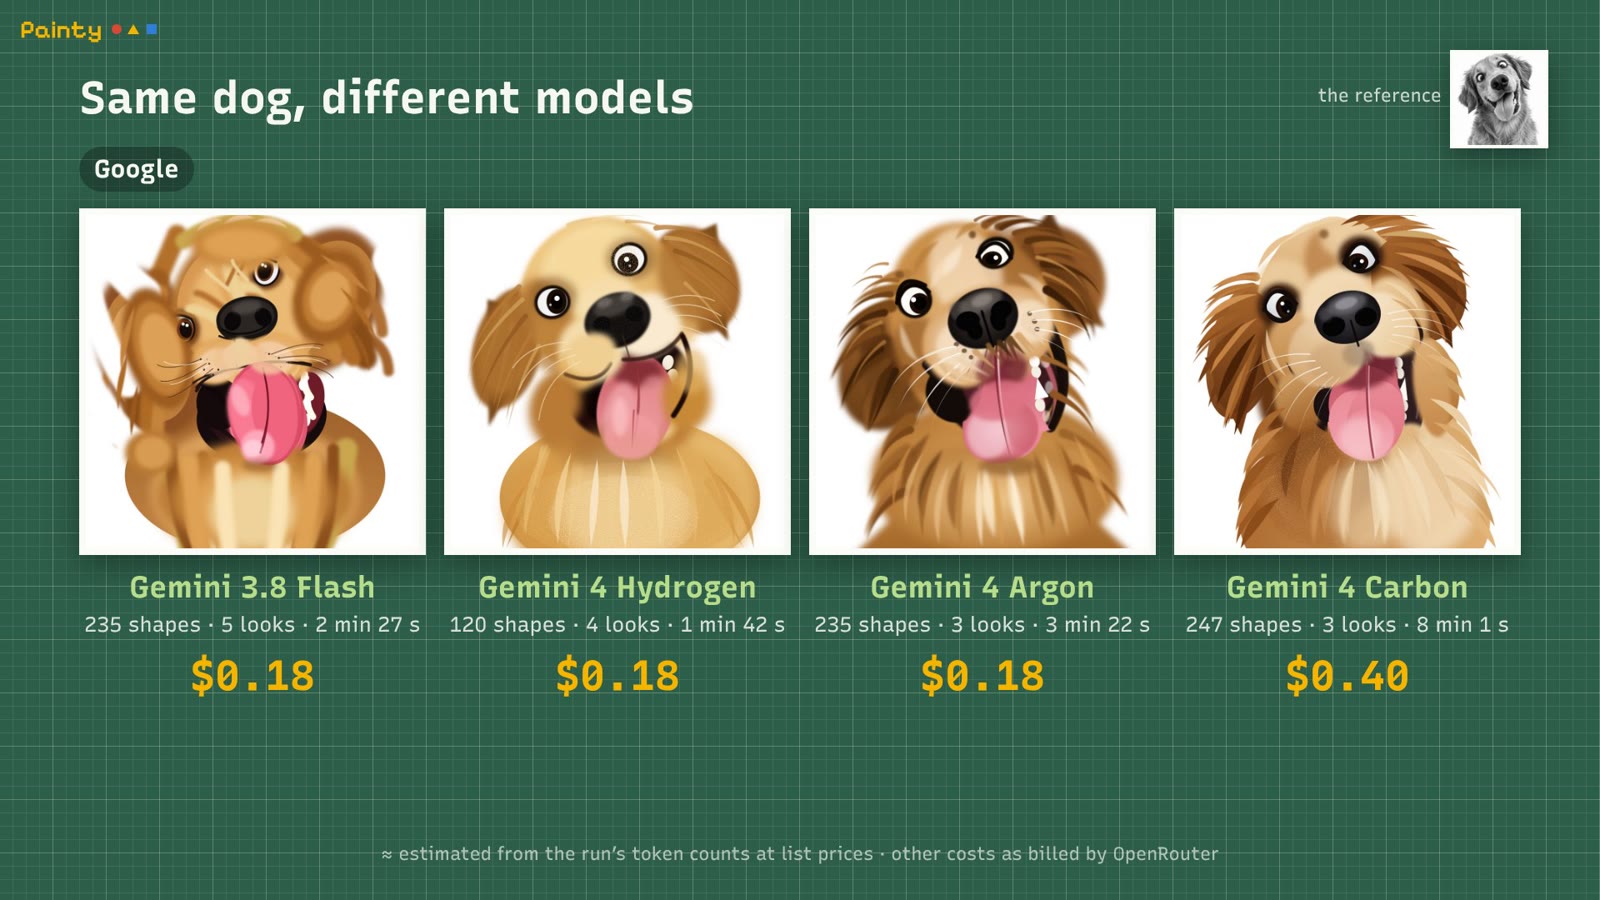 Painty
Same dog, different models
the reference
Google
Gemini 3.8 Flash
235 shapes · 5 looks · 2 min 27 s
$0.18
Gemini 4 Hydrogen
120 shapes · 4 looks · 1 min 42 s
$0.18
Gemini 4 Argon
235 shapes · 3 looks · 3 min 22 s
$0.18
Gemini 4 Carbon
247 shapes · 3 looks · 8 min 1 s
$0.40
≈ estimated from the run’s token counts at list prices · other costs as billed by OpenRouter